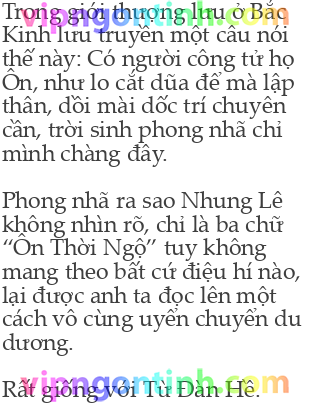 Trong giới thượng lưu ở Bắc
Kinh lưu truyền một câu nói
thế này: Có người công tử họ
Ôn, như lo cắt dũa để mà lập
thân, dồi mài dốc trí chuyên
cần, trời sinh phong nhã chỉ
mình chàng đây.
Phong nhã ra sao Nhung Lê
không nhìn rõ, chỉ là ba chữ
“Ôn Thời Ngộ” tuy không
mang theo bất cứ điệu hí nào,
lại được anh ta đọc lên một
cách vô cùng uyển chuyển du
dương.
vipngontinh.com
Rất giống với Từ Đàn Hề.